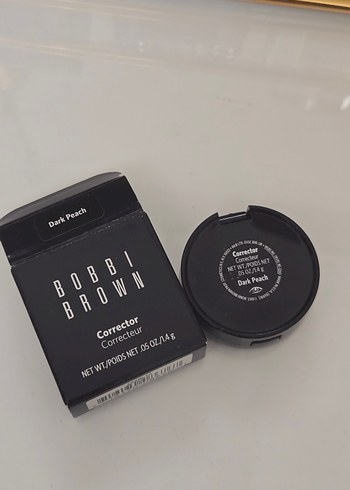 Dark Peach
BOBBI
BROWN
Corrector
Correcteur
NET WT./POIDS NET .05 OZ/1.4 g
Corrector
Correcteur
NET WT/POIDS NET
.05 OZ/1.4 g
Dark Peach